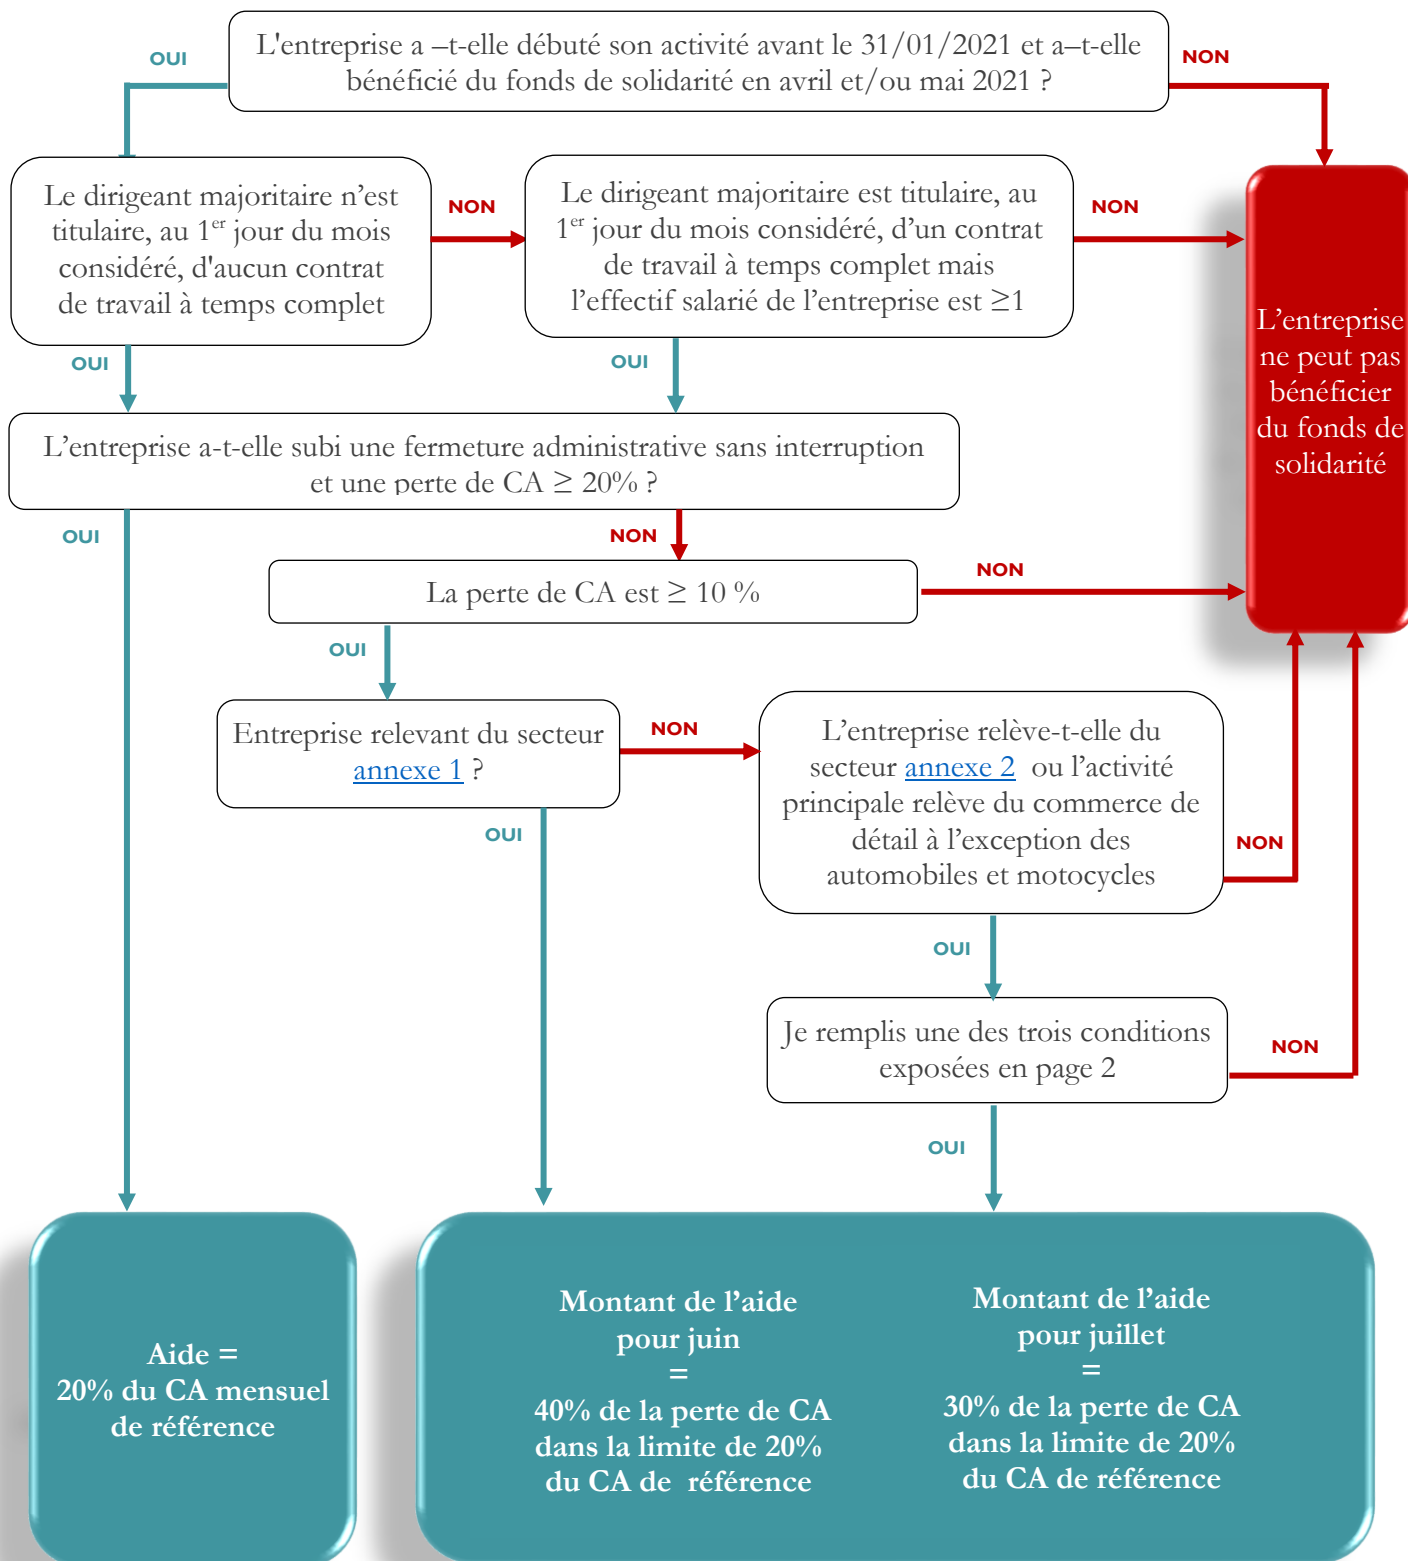 L'entreprise a –t-elle débuté son activité avant le 31/01/2021 et a–t-elle
bénéficié du fonds de solidarité en avril et/ou mai 2021 ?
OUI
NON
Le dirigeant majoritaire n’est
titulaire, au 1er jour du mois
considéré, d'aucun contrat
de travail à temps complet
NON
Le dirigeant majoritaire est titulaire, au
1er jour du mois considéré, d’un contrat
de travail à temps complet mais
l’effectif salarié de l’entreprise est ≥1
NON
L’entreprise
ne peut pas
bénéficier
du fonds de
solidarité
OUI
OUI
L’entreprise a-t-elle subi une fermeture administrative sans interruption
et une perte de CA ≥ 20% ?
OUI
NON
La perte de CA est ≥ 10 %
NON
OUI
Entreprise relevant du secteur
annexe 1 ?
NON
L’entreprise relève-t-elle du
secteur annexe 2 ou l’activité
principale relève du commerce de
détail à l’exception des
automobiles et motocycles
NON
OUI
OUI
Je remplis une des trois conditions
exposées en page 2
NON
OUI
Aide =
20% du CA mensuel
de référence
Montant de l’aide
pour juin
=
40% de la perte de CA
dans la limite de 20%
du CA de référence
Montant de l’aide
pour juillet
=
30% de la perte de CA
dans la limite de 20%
du CA de référence